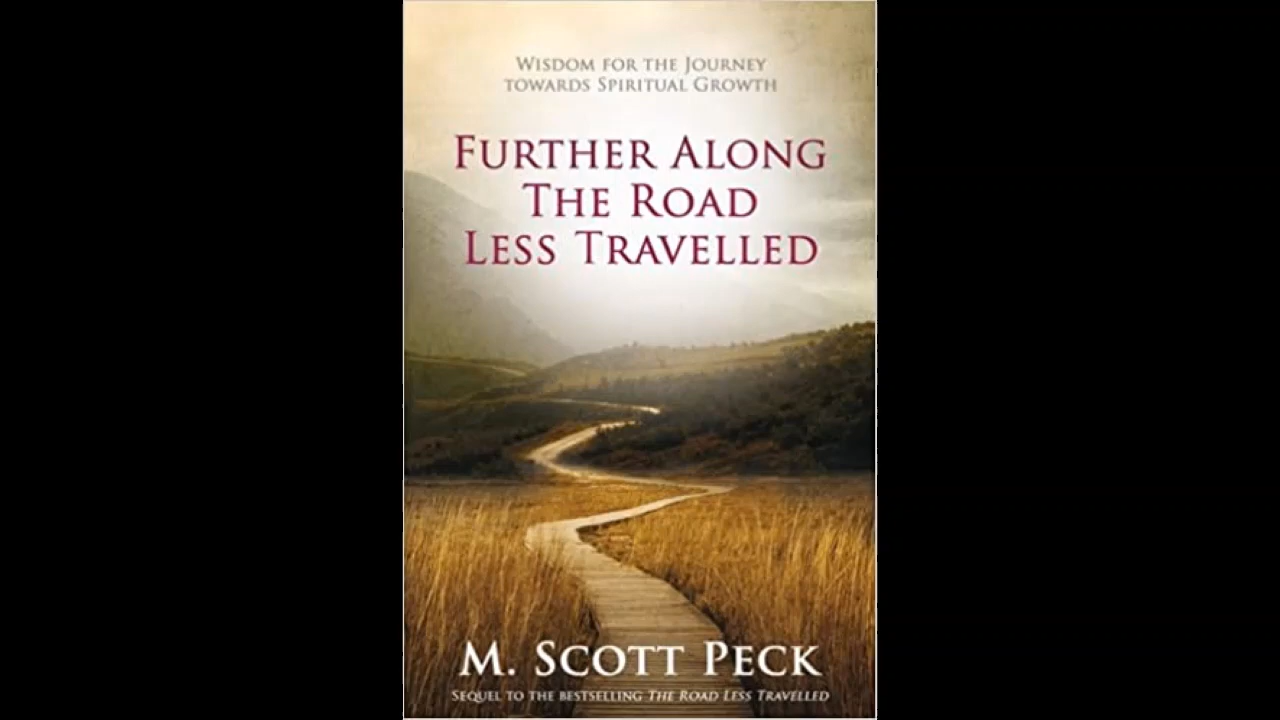 Wisdom for the Journey
towards Spiritual Growth
Further Along
The Road
Less Travelled
M. Scott Peck
Sequel to the bestselling The Road Less Travelled